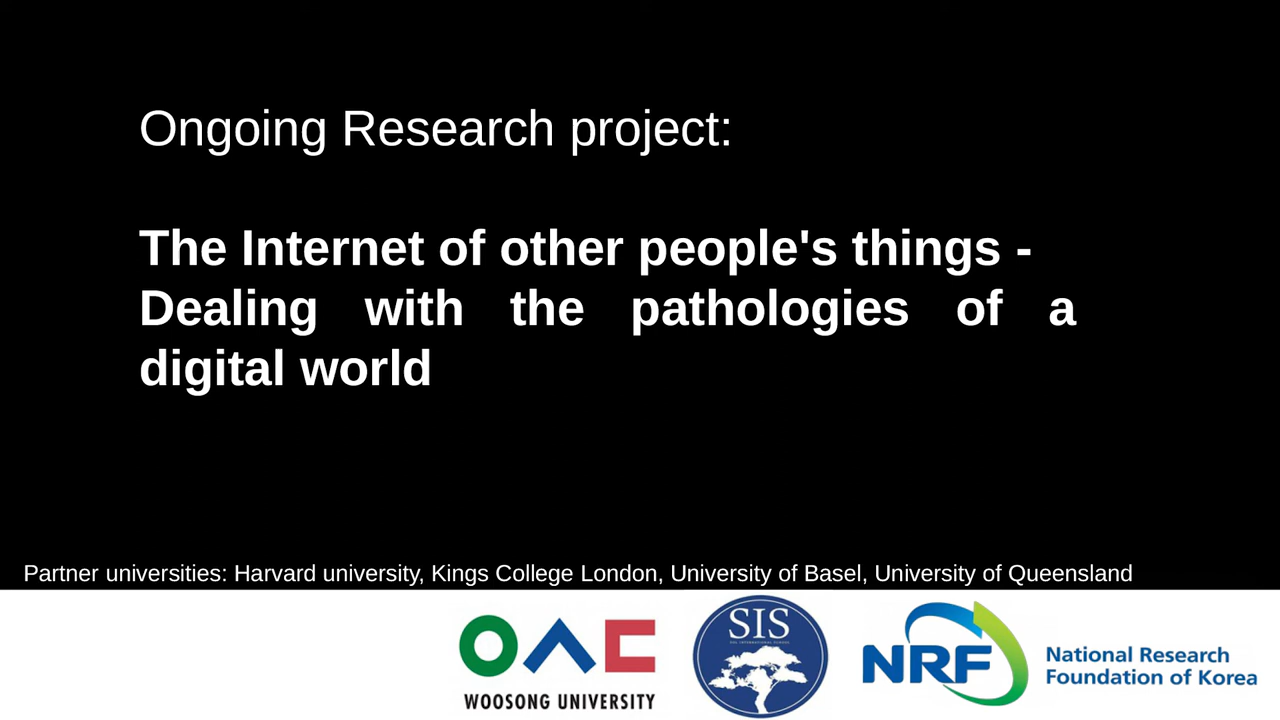 Ongoing Research project:
The Internet of other people's things -
Dealing with the pathologies of a
digital world
Partner universities: Harvard university, Kings College London, University of Basel, University of Queensland
SIS
WOOSONG UNIVERSITY
NRF
National Research
Foundation of Korea